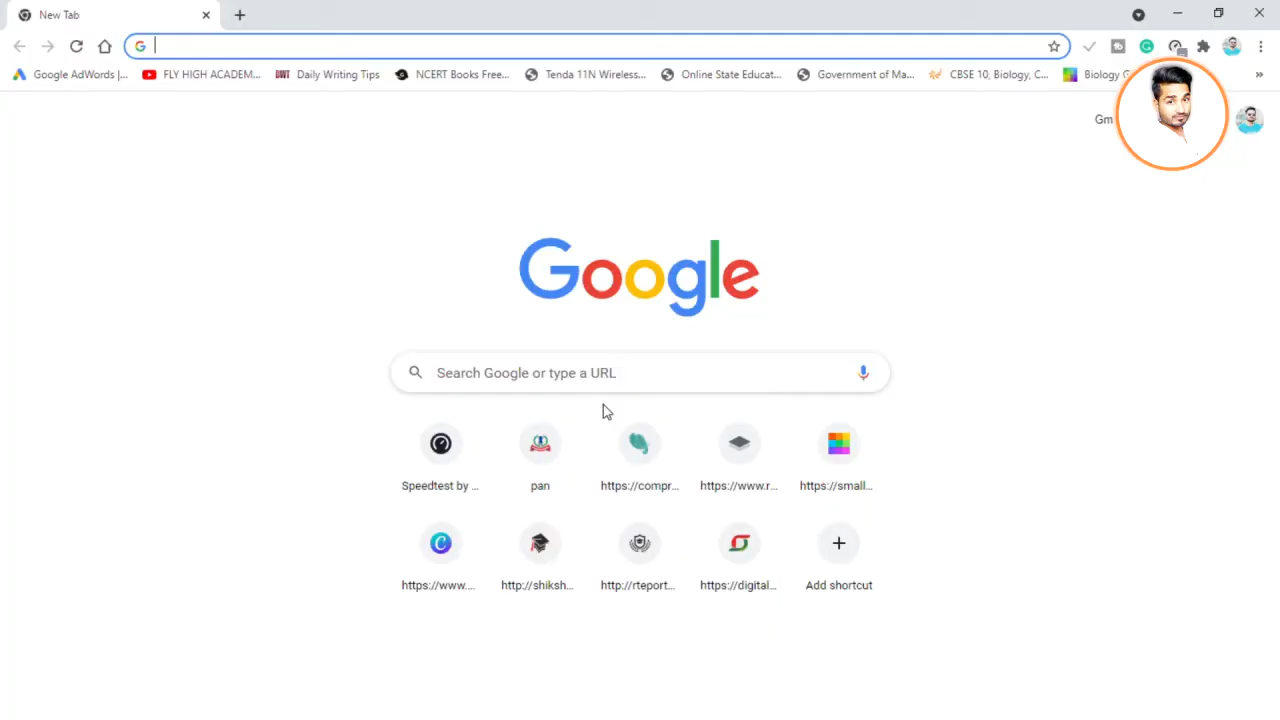 New Tab
Google AdWords |...
FLY HIGH ACADEM...
Daily Writing Tips
NCERT Books Free...
Tenda 11N Wireless...
Online State Educat...
Government of Ma...
CBSE 10, Biology, C...
Biology
»
Gm
Google
Search Google or type a URL
Speedtest by ...
pan
https://compr...
https://www.r...
https://small...
https://www....
http://shiksh...
http://rteport...
https://digital...
Add shortcut